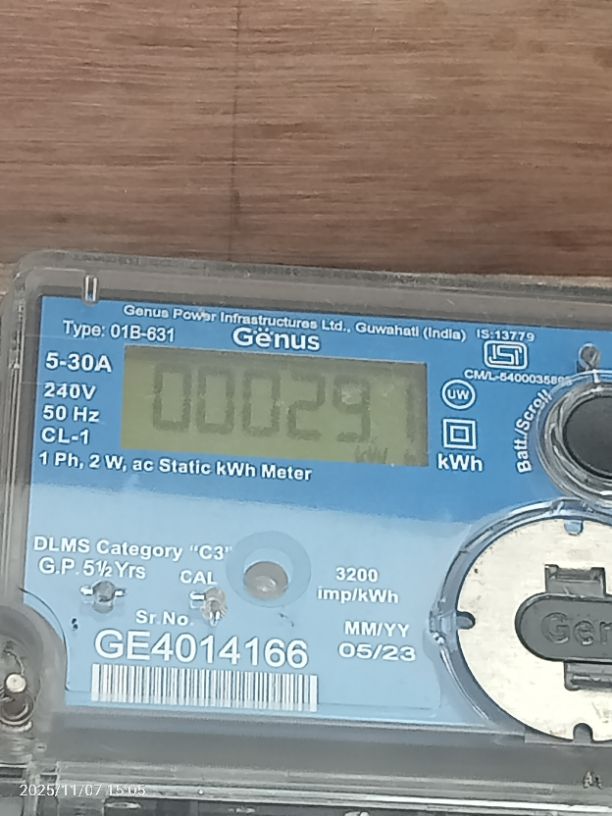 Genus Power Infrastructures Ltd., Guwahati (India) IS:13779
Type: 01B-631
Genus
5-30A
240V
50 Hz
CL-1
000291
kWh
UW
kWh
Batt./Scroll
1 Ph, 2 W, ac Static kWh Meter
DLMS Category "C3"
G.P. 5½ Yrs
CAL
3200
imp/kWh
Sr.No.
GE4014166
MM/YY
05/23
2025/11/07 15:05